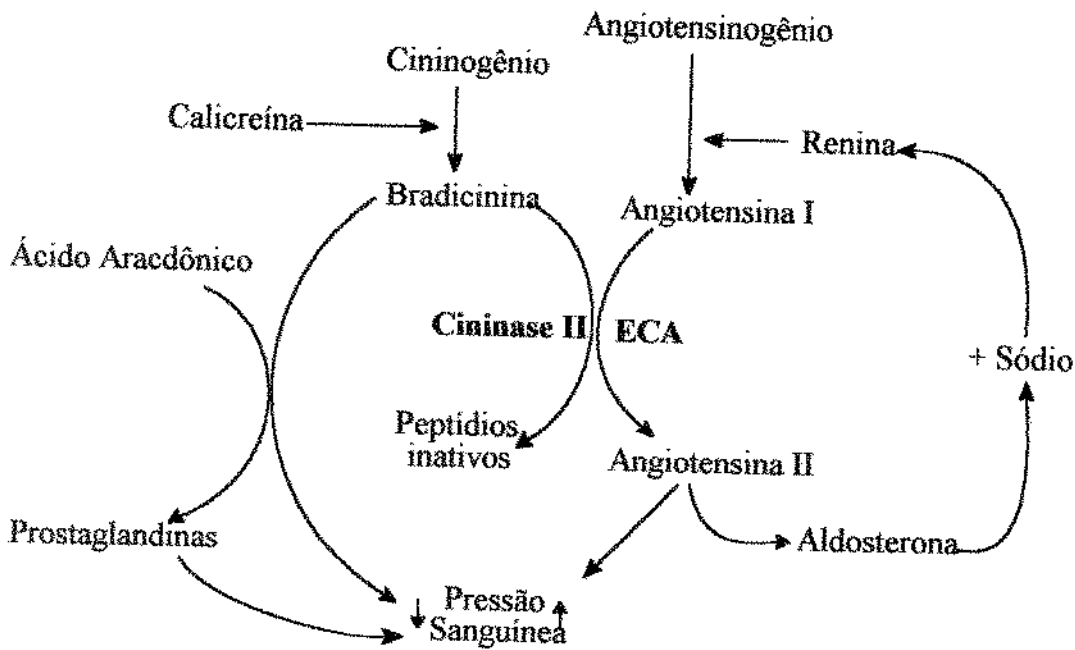 Angiotensinogênio
Cininogênio
Calicreína
Renina
Bradicinina
Angiotensina I
Ácido Aracdônico
Cininase II
ECA
+ Sódio
Peptídios
inativos
Angiotensina II
Prostaglandinas
Aldosterona
Pressão
Sanguínea